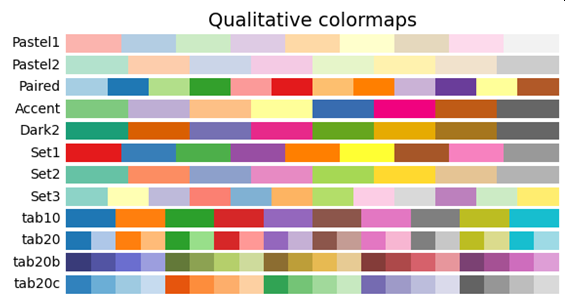 Qualitative colormaps
Pastel1
Pastel2
Paired
Accent
Dark2
Set1
Set2
Set3
tab10
tab20
tab20b
tab20c